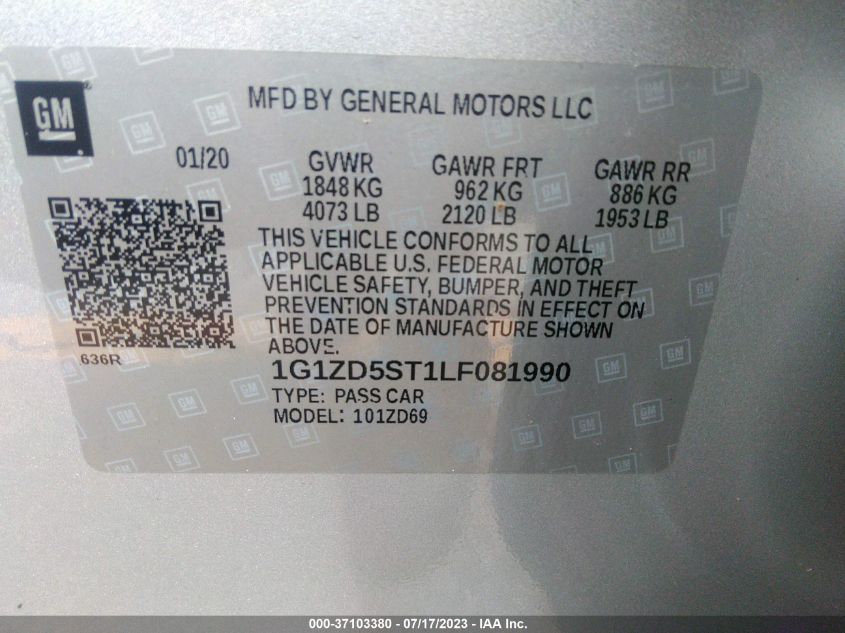 GM
MFD BY GENERAL MOTORS LLC
01/20
GVWR
1848 KG
4073 LB
GAWR FRT
962 KG
2120 LB
GAWR RR
886 KG
1953 LB
THIS VEHICLE CONFORMS TO ALL
APPLICABLE U.S. FEDERAL MOTOR
VEHICLE SAFETY, BUMPER, AND THEFT
PREVENTION STANDARDS IN EFFECT ON
THE DATE OF MANUFACTURE SHOWN
ABOVE.
636R
1G1ZD5ST1LF081990
TYPE: PASS CAR
MODEL: 101ZD69
000-37103380 - 07/17/2023 - IAA Inc.